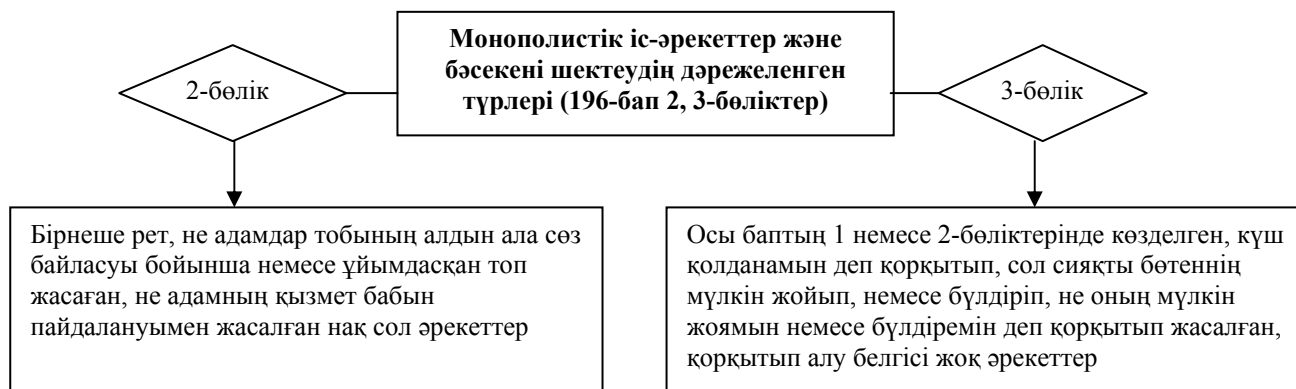 Монополистік іс-әрекеттер және
бәсекені шектеудің дәрежеленген
түрлері (196-бап 2, 3-бөліктер)
2-бөлік
3-бөлік
Бірнеше рет, не адамдар тобының алдын ала сөз
байласуы бойынша немесе ұйымдасқан топ
жасаған, не адамның қызмет бабын
пайдалануымен жасалған нақ сол әрекеттер
Осы баптың 1 немесе 2-бөліктерінде көзделген, күш
қолданамын деп қорқытып, сол сияқты бөтеннің
мүлкін жойып, немесе бүлдіріп, не оның мүлкін
жоямын немесе бүлдіремін деп қорқытып жасалған,
қорқытып алу белгісі жоқ әрекеттер